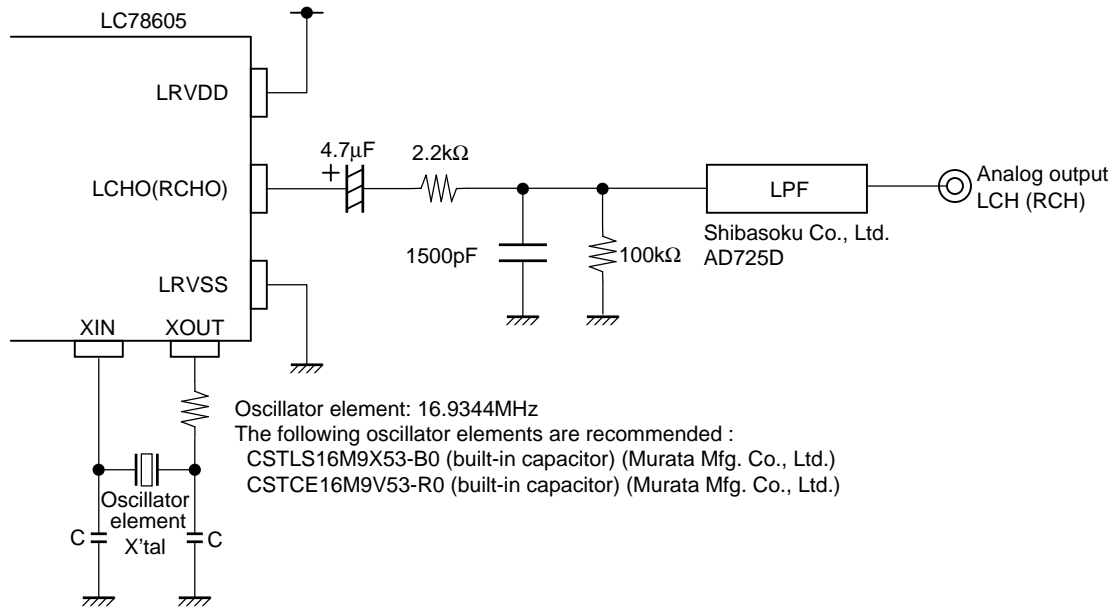 LC78605
LRVDD
4.7μF
2.2kΩ
+
LCHO(RCHO)
LPF
Analog output
LCH (RCH)
1500pF
100kΩ
Shibasoku Co., Ltd.
AD725D
LRVSS
XIN
XOUT
Oscillator element: 16.9344MHz
The following oscillator elements are recommended :
CSTLS16M9X53-B0 (built-in capacitor) (Murata Mfg. Co., Ltd.)
CSTCE16M9V53-R0 (built-in capacitor) (Murata Mfg. Co., Ltd.)
Oscillator
element
X'tal
C
C